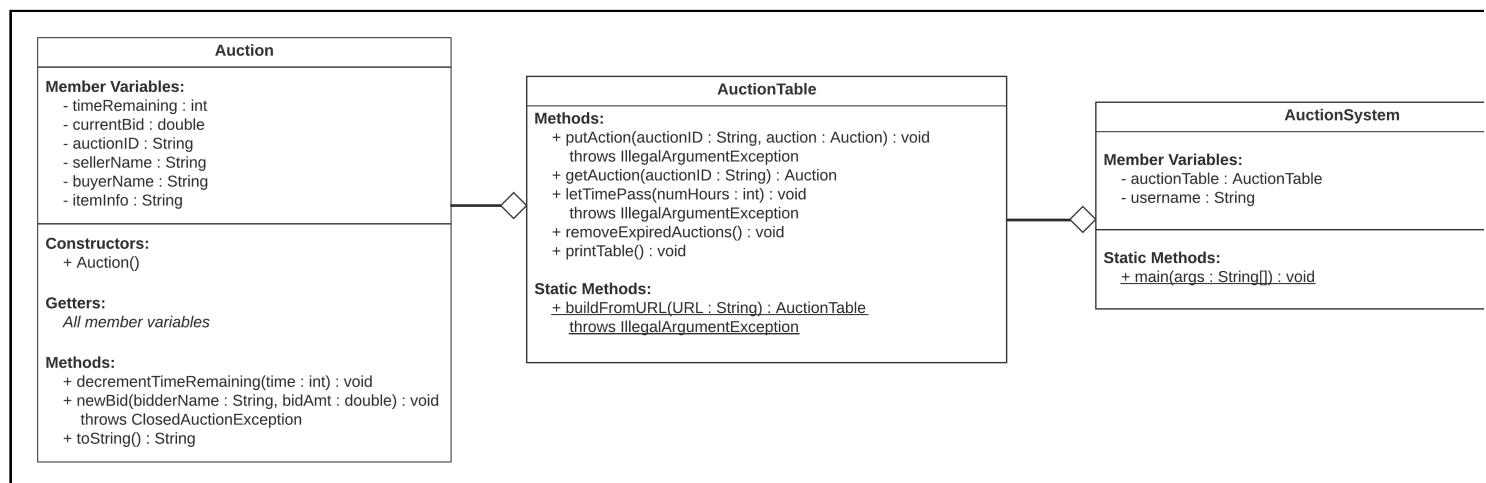 Auction
Member Variables:
- timeRemaining : int
- currentBid : double
- auctionID : String
- sellerName : String
- buyerName : String
- itemInfo : String
Constructors:
+ Auction()
Getters:
All member variables
Methods:
+ decrementTimeRemaining(time : int) : void
+ newBid(bidderName : String, bidAmt : double) : void
throws ClosedAuctionException
+ toString() : String
AuctionTable
Methods:
+ putAction(auctionID : String, auction : Auction) : void
throws IllegalArgumentException
+ getAuction(auctionID : String) : Auction
+ letTimePass(numHours : int) : void
throws IllegalArgumentException
+ removeExpiredAuctions() : void
+ printTable() : void
Static Methods:
+ buildFromURL(URL : String) : AuctionTable
throws IllegalArgumentException
AuctionSystem
Member Variables:
- auctionTable : AuctionTable
- username : String
Static Methods:
+ main(args : String[]) : void